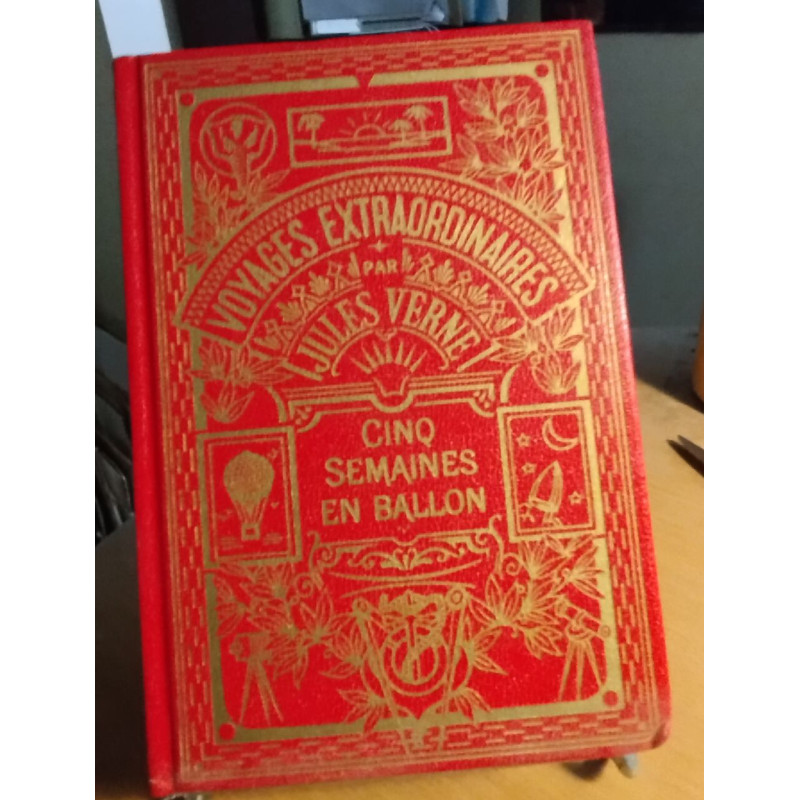 VOYAGES EXTRAORDINAIRES
PAR
JULES VERNE
CINQ
SEMAINES
EN BALLON